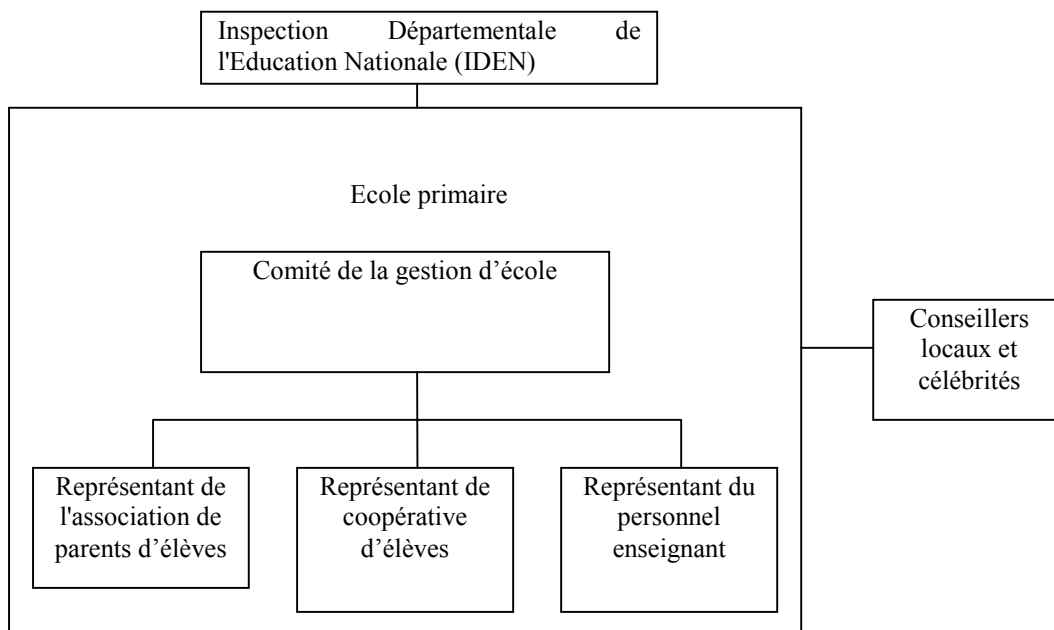 Inspection Départementale de
l'Education Nationale (IDEN)
Ecole primaire
Comité de la gestion d’école
Conseillers
locaux et
célébrités
Représentant de
l'association de
parents d’élèves
Représentant de
coopérative
d’élèves
Représentant du
personnel
enseignant